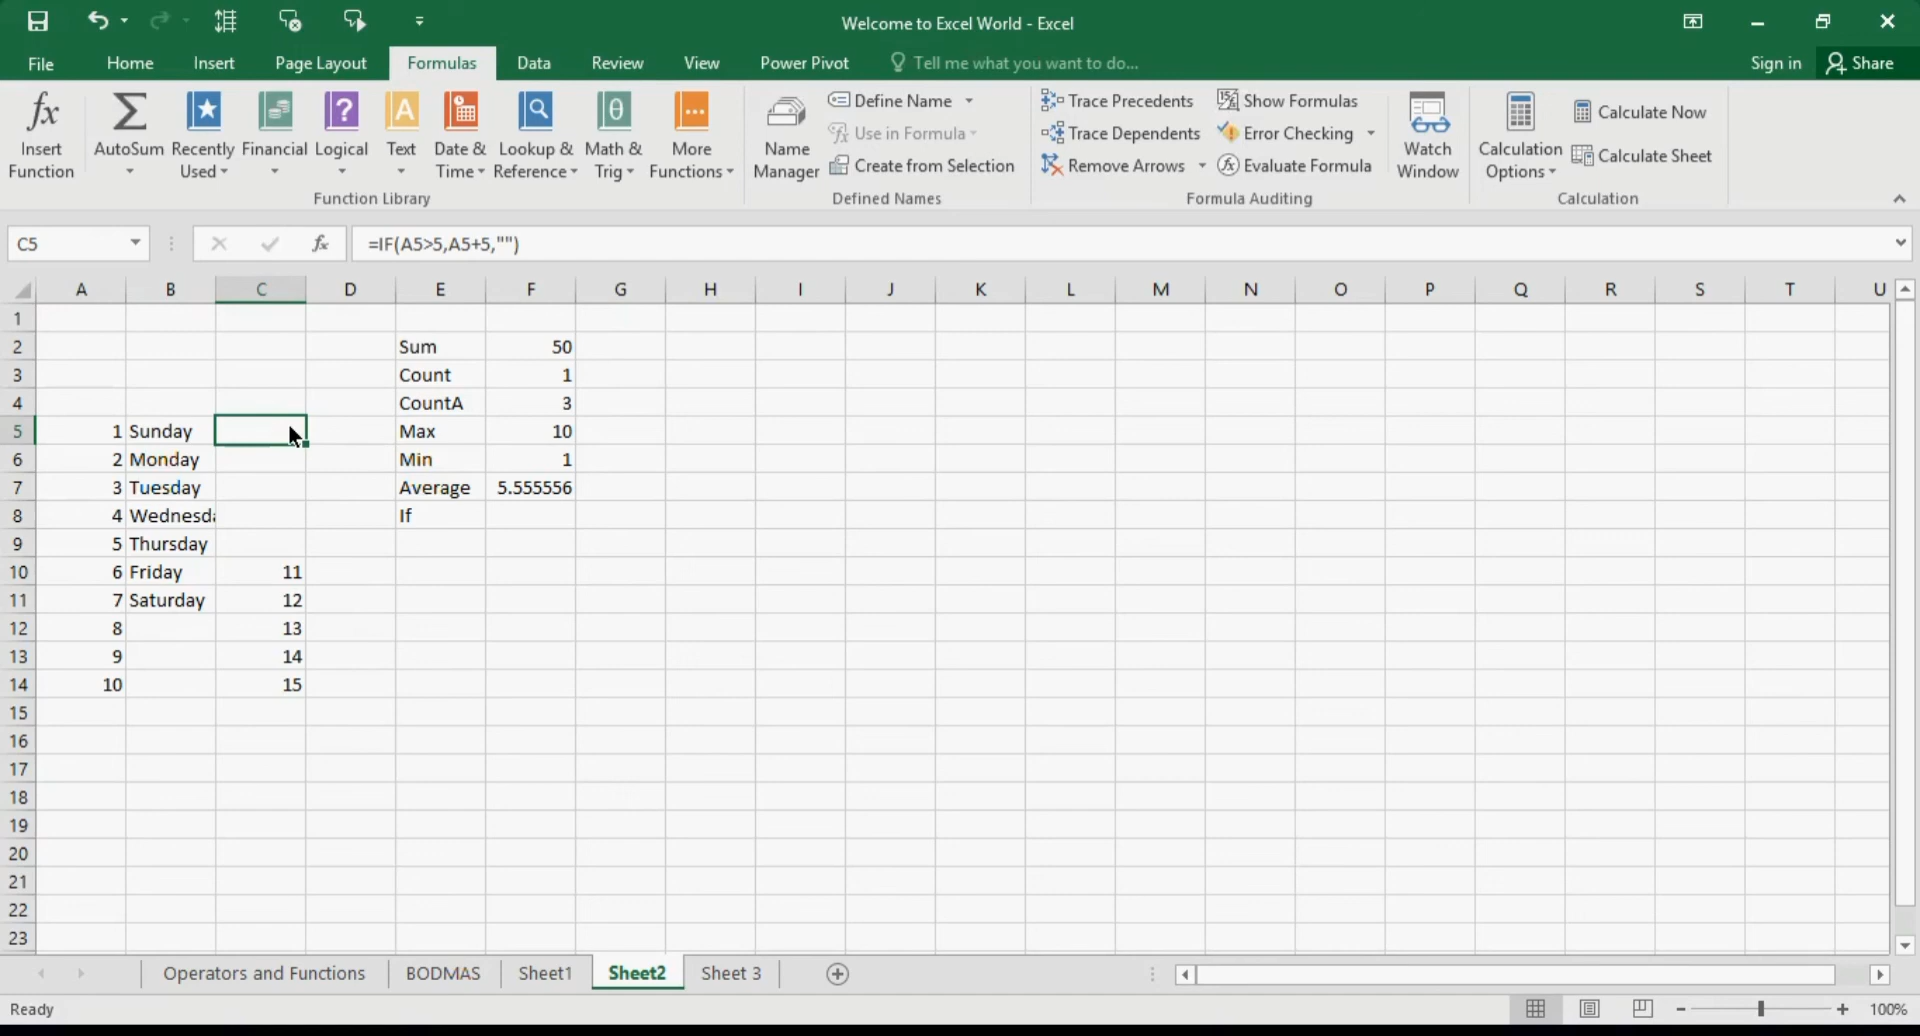 Welcome to Excel World - Excel
File Home Insert Page Layout Formulas Data Review View Power Pivot Tell me what you want to do... Sign in Share
Insert Function
AutoSum
Recently Used
Financial
Logical
Text
Date & Time
Lookup & Reference
Math & Trig
More Functions
Function Library
Name Manager
Define Name
Use in Formula
Create from Selection
Defined Names
Trace Precedents
Trace Dependents
Remove Arrows
Show Formulas
Error Checking
Evaluate Formula
Formula Auditing
Watch Window
Calculation Options
Calculate Now
Calculate Sheet
Calculation
C5 fx =IF(A5>5,A5+5,"")
A B C D E F G H I J K L M N O P Q R S T U
1
2 Sum 50
3 Count 1
4 CountA 3
5 1 Sunday Max 10
6 2 Monday Min 1
7 3 Tuesday Average 5.555556
8 4 Wednesda If
9 5 Thursday
10 6 Friday 11
11 7 Saturday 12
12 8 13
13 9 14
14 10 15
15
16
17
18
19
20
21
22
23
Operators and Functions BODMAS Sheet1 Sheet2 Sheet 3
Ready 100%